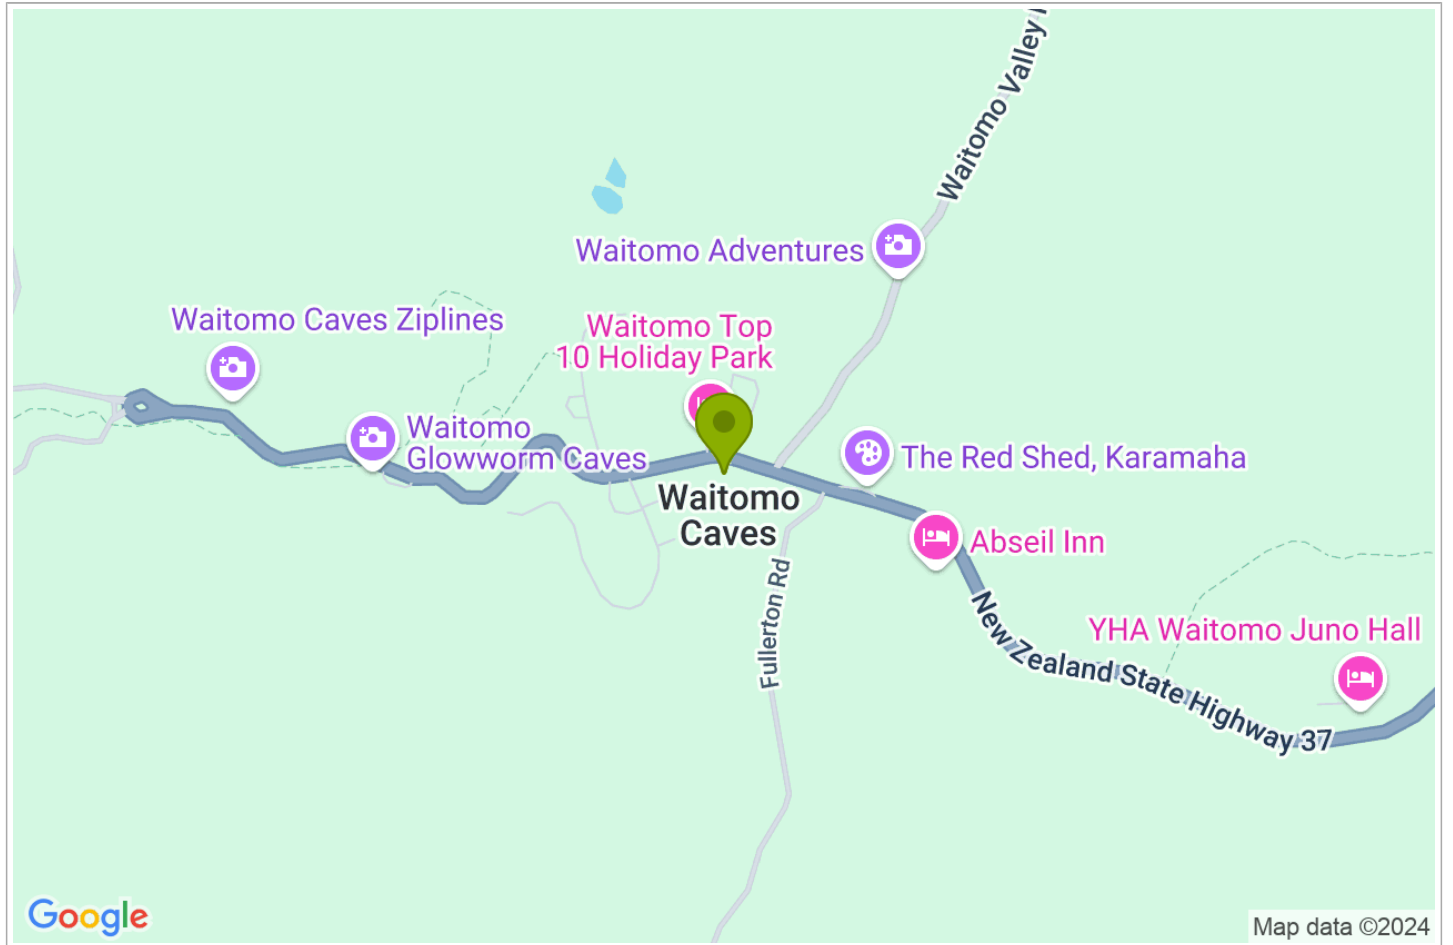 Waitomo Valley
Waitomo Adventures
Waitomo Caves Ziplines
Waitomo Top
10 Holiday Park
Waitomo
Glowworm Caves
The Red Shed, Karamaha
Waitomo
Caves
Abseil Inn
Fullerton Rd
New Zealand State Highway 37
YHA Waitomo Juno Hall
Google
Map data ©2024